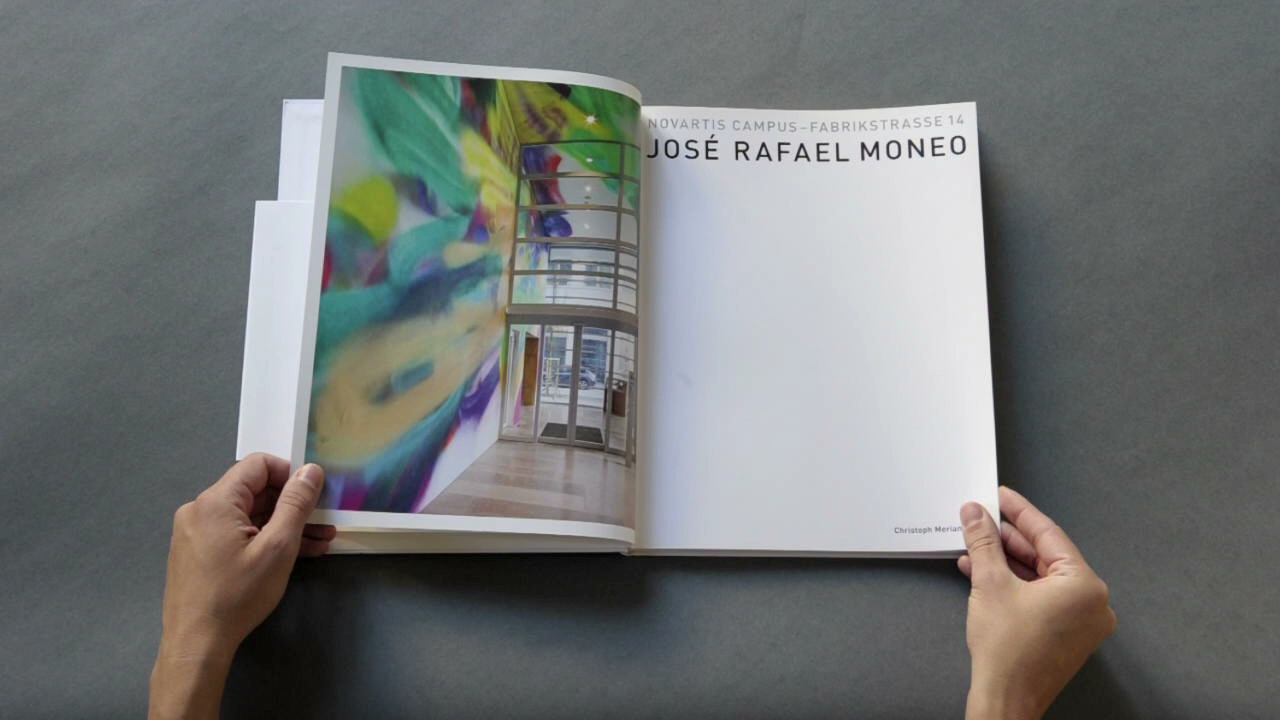 NOVARTIS CAMPUS–FABRIKSTRASSE 14
JOSÉ RAFAEL MONEO
Christoph Merian